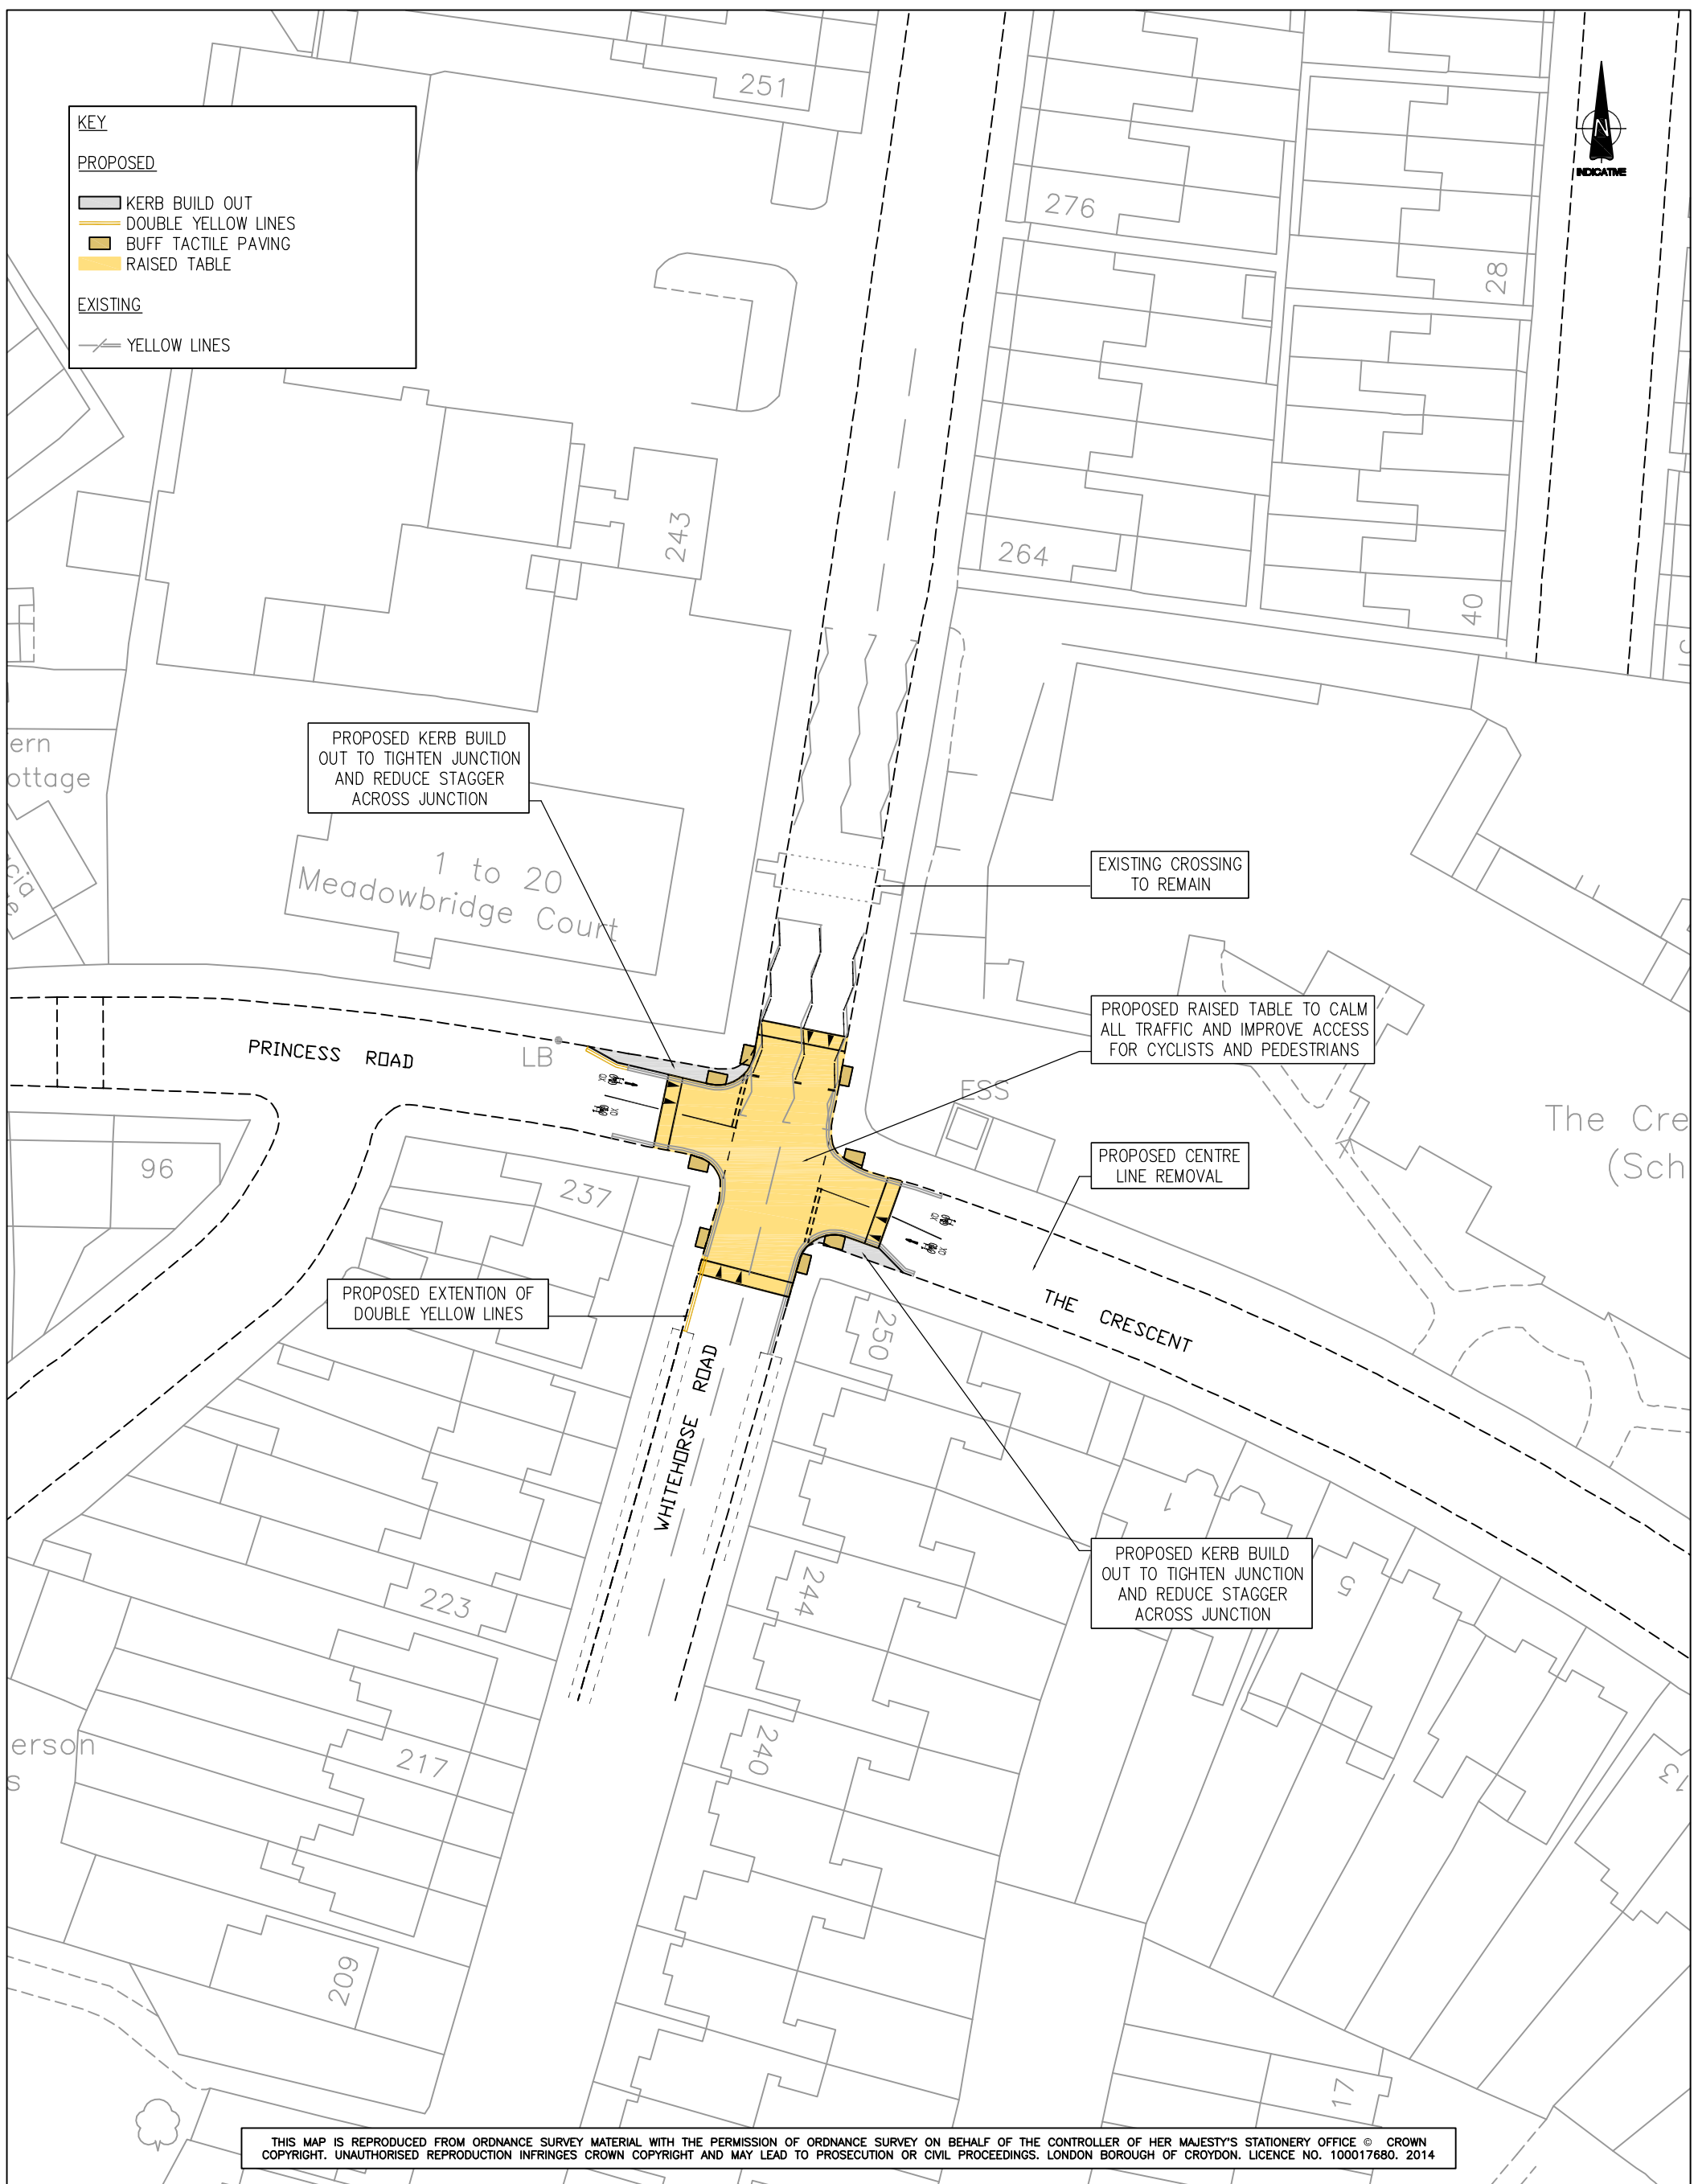 251
KEY
PROPOSED
KERB BUILD OUT
DOUBLE YELLOW LINES
BUFF TACTILE PAVING
RAISED TABLE
EXISTING
YELLOW LINES
N
INDICATIVE
276
28
243
264
40
PROPOSED KERB BUILD
OUT TO TIGHTEN JUNCTION
AND REDUCE STAGGER
ACROSS JUNCTION
ern
ottage
1 to 20
Meadowbridge Court
EXISTING CROSSING
TO REMAIN
PROPOSED RAISED TABLE TO CALM
ALL TRAFFIC AND IMPROVE ACCESS
FOR CYCLISTS AND PEDESTRIANS
PRINCESS ROAD
LB
ESS
The Cre
(Sch
96
237
PROPOSED CENTRE
LINE REMOVAL
PROPOSED EXTENTION OF
DOUBLE YELLOW LINES
THE CRESCENT
250
WHITEHORSE ROAD
1
PROPOSED KERB BUILD
OUT TO TIGHTEN JUNCTION
AND REDUCE STAGGER
ACROSS JUNCTION
5
244
223
erson
s
217
240
13
209
17
THIS MAP IS REPRODUCED FROM ORDNANCE SURVEY MATERIAL WITH THE PERMISSION OF ORDNANCE SURVEY ON BEHALF OF THE CONTROLLER OF HER MAJESTY'S STATIONERY OFFICE © CROWN
COPYRIGHT. UNAUTHORISED REPRODUCTION INFRINGES CROWN COPYRIGHT AND MAY LEAD TO PROSECUTION OR CIVIL PROCEEDINGS. LONDON BOROUGH OF CROYDON. LICENCE NO. 100017680. 2014